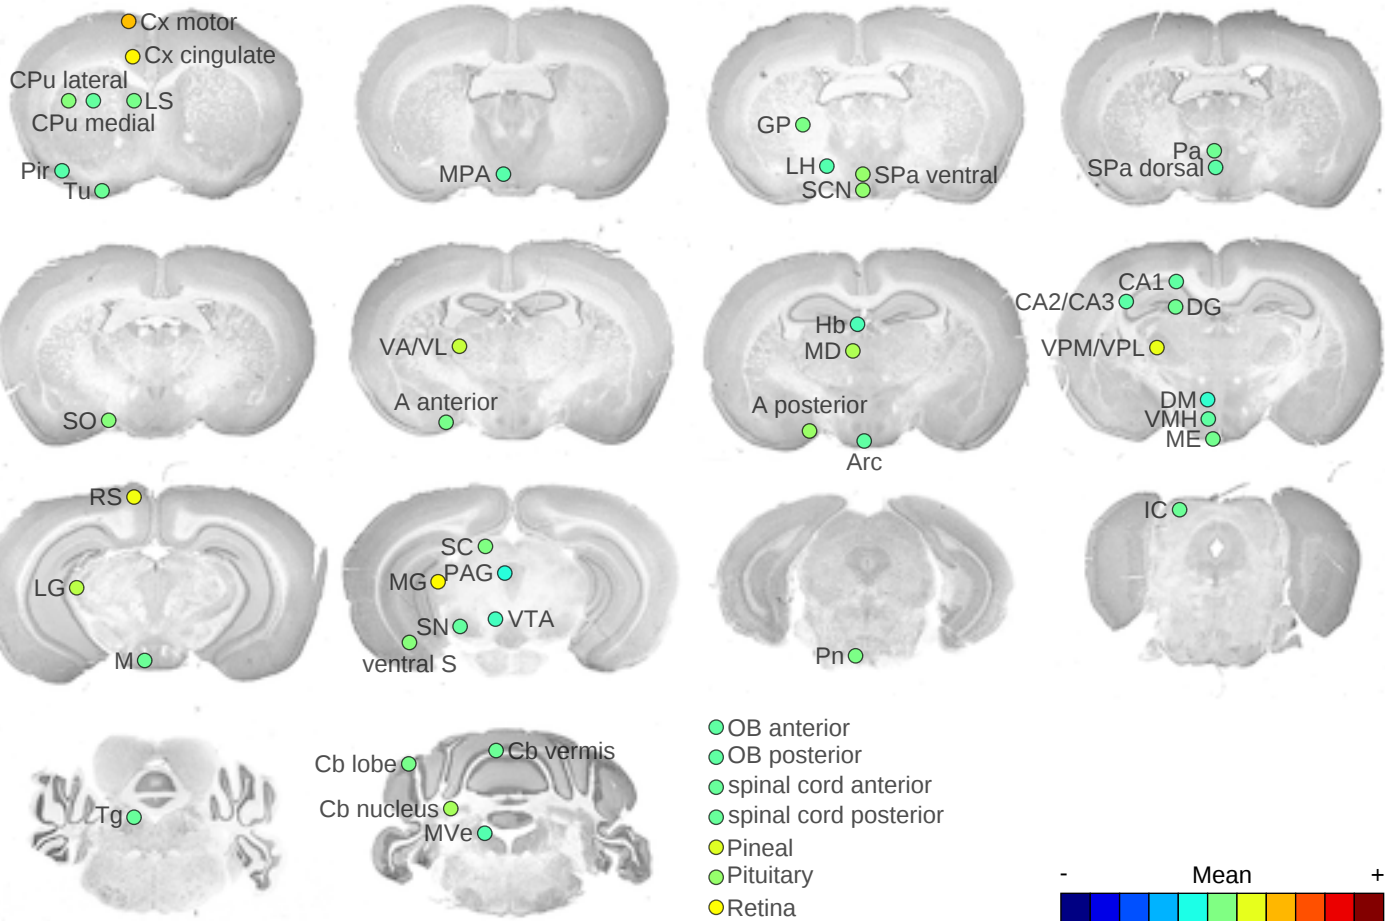 Cx motor
Cx cingulate
CPu lateral
LS
CPu medial
Pir
Tu
MPA
GP
LH
SPa ventral
SCN
Pa
SPa dorsal
SO
VA/VL
A anterior
Hb
MD
A posterior
Arc
CA1
CA2/CA3
DG
VPM/VPL
DM
VMH
ME
RS
LG
M
SC
MG
PAG
SN
VTA
ventral S
Pn
IC
Tg
Cb lobe
Cb vermis
Cb nucleus
MVe
OB anterior
OB posterior
spinal cord anterior
spinal cord posterior
Pineal
Pituitary
Retina
- Mean +